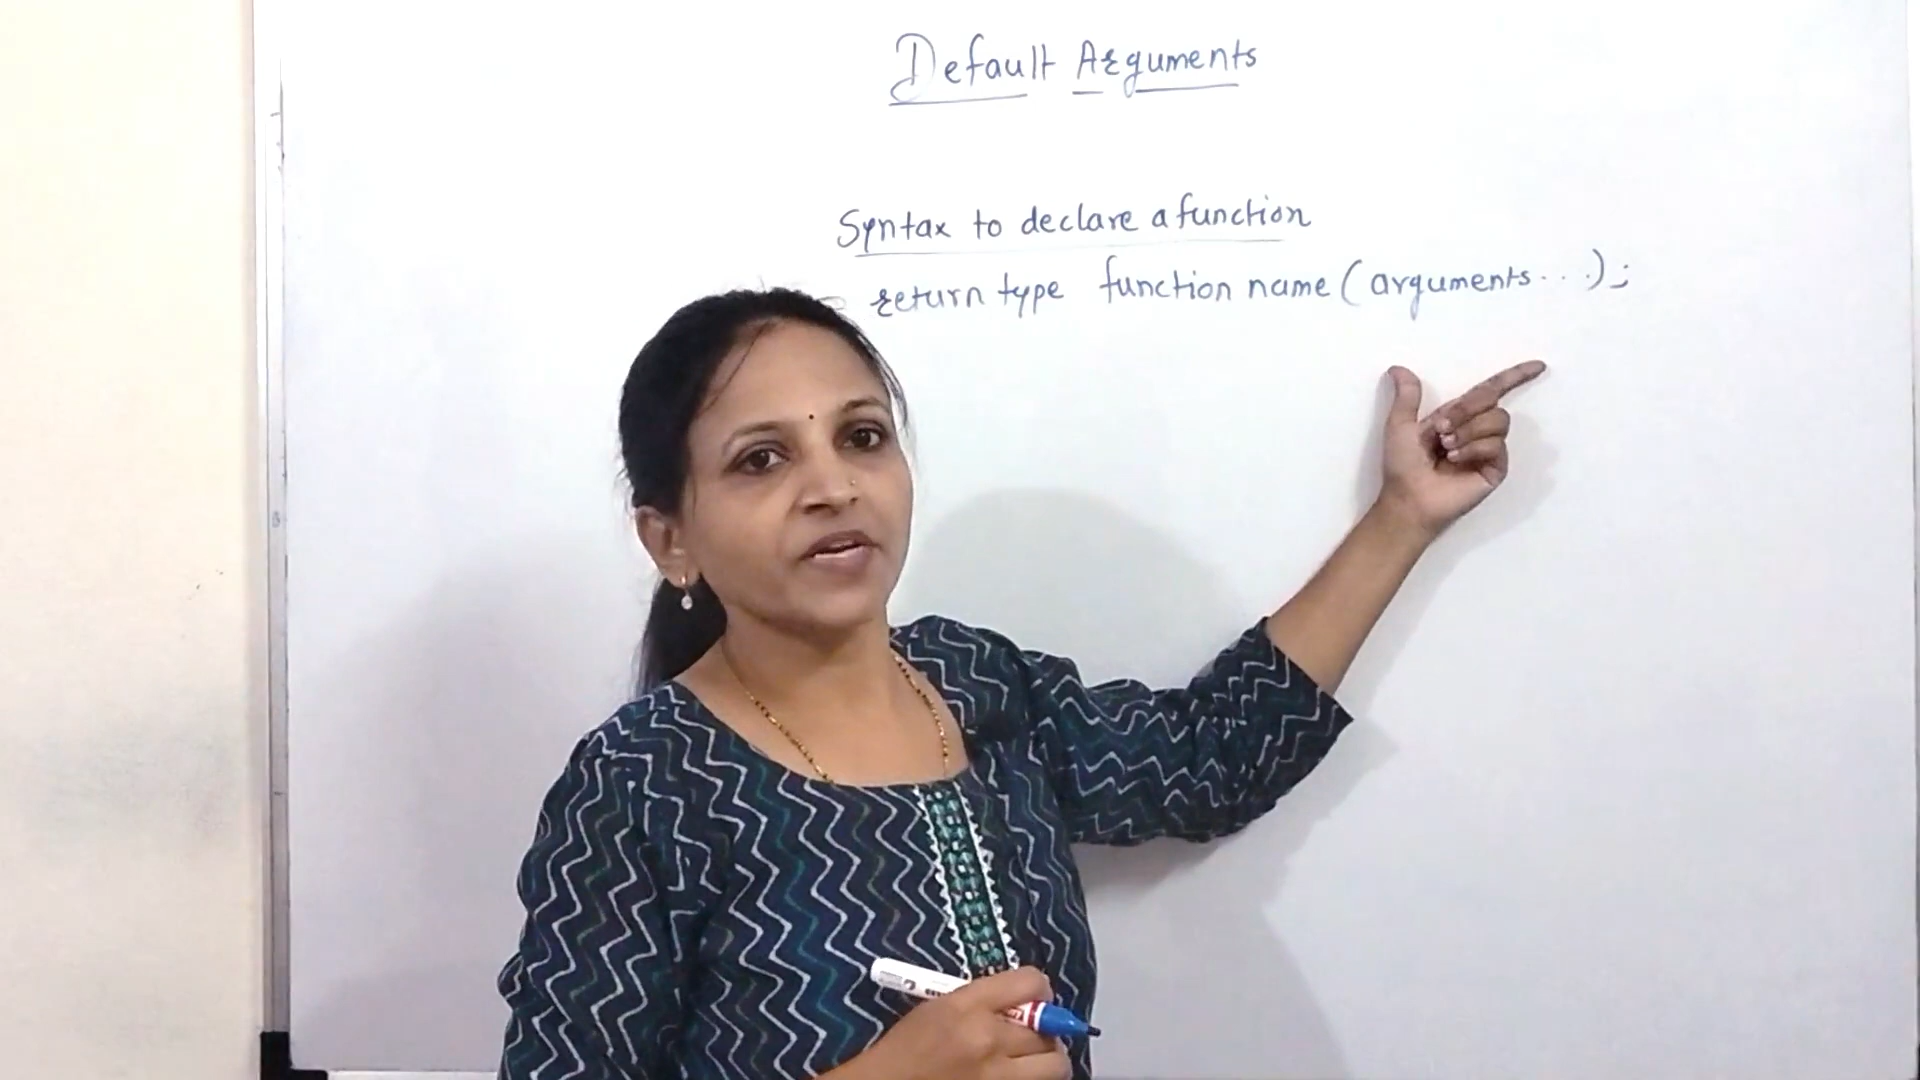 Default Arguments
Syntax to declare a function
return type function name (arguments...);